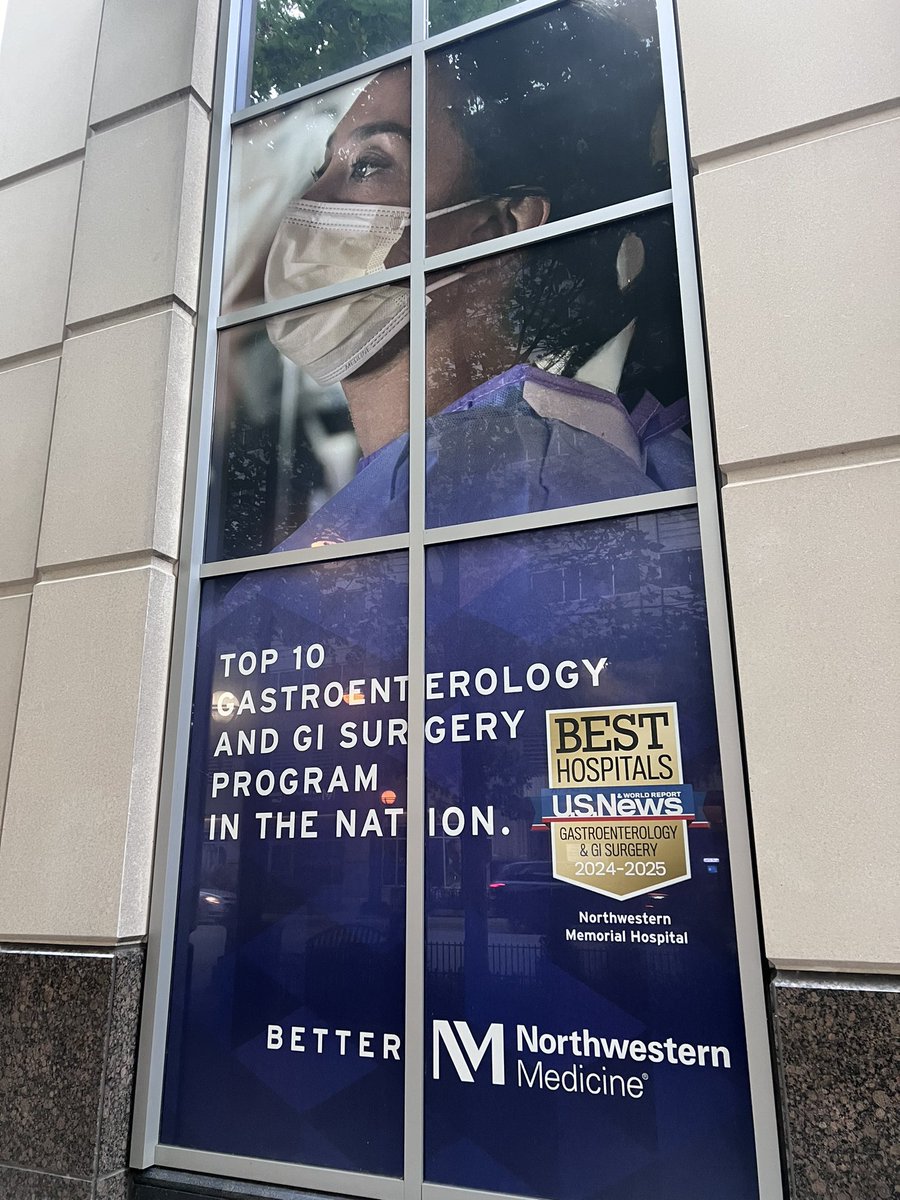 TOP 10
GASTROENTEROLOGY
AND GI SURGERY
PROGRAM
IN THE NATION.
BEST
HOSPITALS
U.S. News
& WORLD REPORT
GASTROENTEROLOGY
& GI SURGERY
2024-2025
Northwestern
Memorial Hospital
BETTER
NM Northwestern
Medicine®